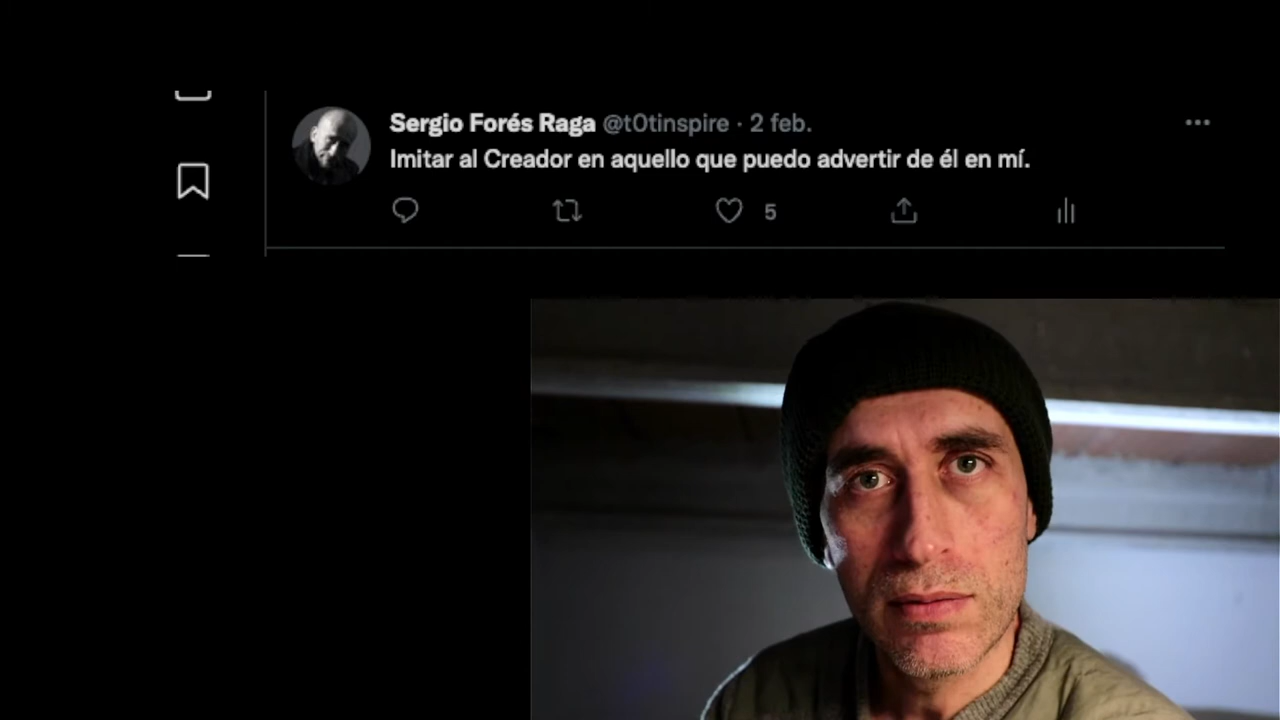 Sergio Forés Raga @t0tinspire · 2 feb.
Imitar al Creador en aquello que puedo advertir de él en mí.
5